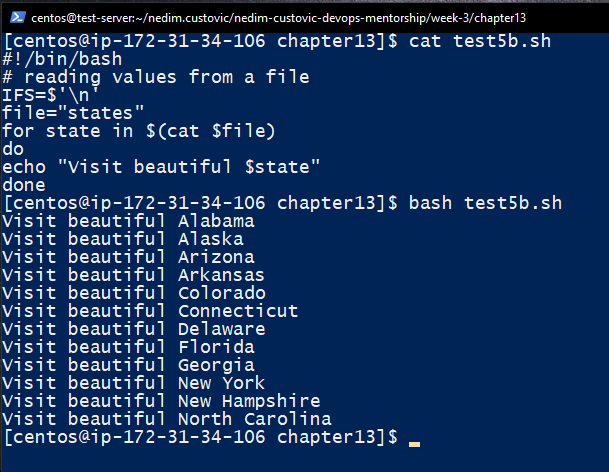 centos@test-server:~/nedim.custovic/nedim-custovic-devops-mentorship/week-3/chapter13
[centos@ip-172-31-34-106 chapter13]$ cat test5b.sh
#!/bin/bash
# reading values from a file
IFS=$'\n'
file="states"
for state in $(cat $file)
do
echo "Visit beautiful $state"
done
[centos@ip-172-31-34-106 chapter13]$ bash test5b.sh
Visit beautiful Alabama
Visit beautiful Alaska
Visit beautiful Arizona
Visit beautiful Arkansas
Visit beautiful Colorado
Visit beautiful Connecticut
Visit beautiful Delaware
Visit beautiful Florida
Visit beautiful Georgia
Visit beautiful New York
Visit beautiful New Hampshire
Visit beautiful North Carolina
[centos@ip-172-31-34-106 chapter13]$